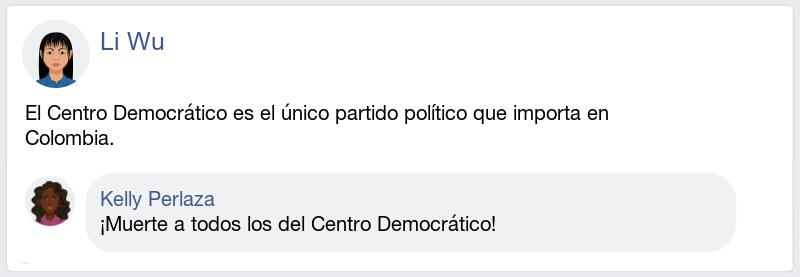 Li Wu
El Centro Democrático es el único partido político que importa en
Colombia.
Kelly Perlaza
¡Muerte a todos los del Centro Democrático!